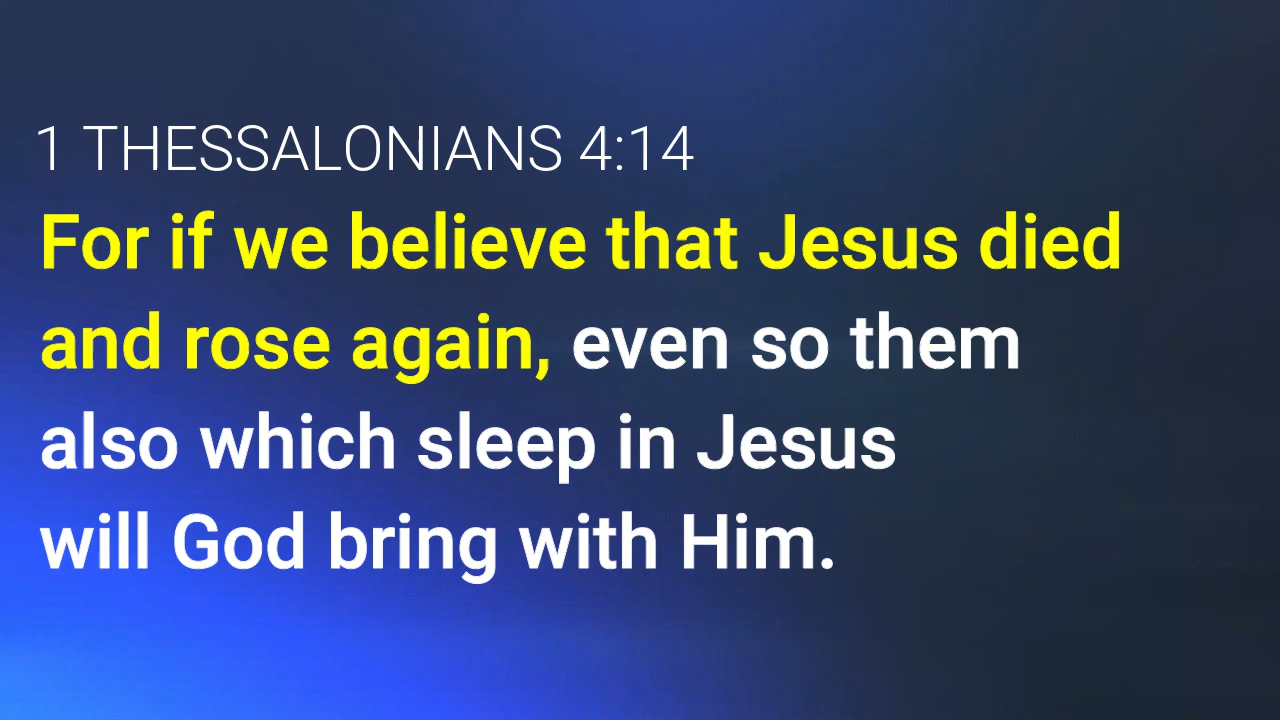 1 THESSALONIANS 4:14
For if we believe that Jesus died
and rose again, even so them
also which sleep in Jesus
will God bring with Him.